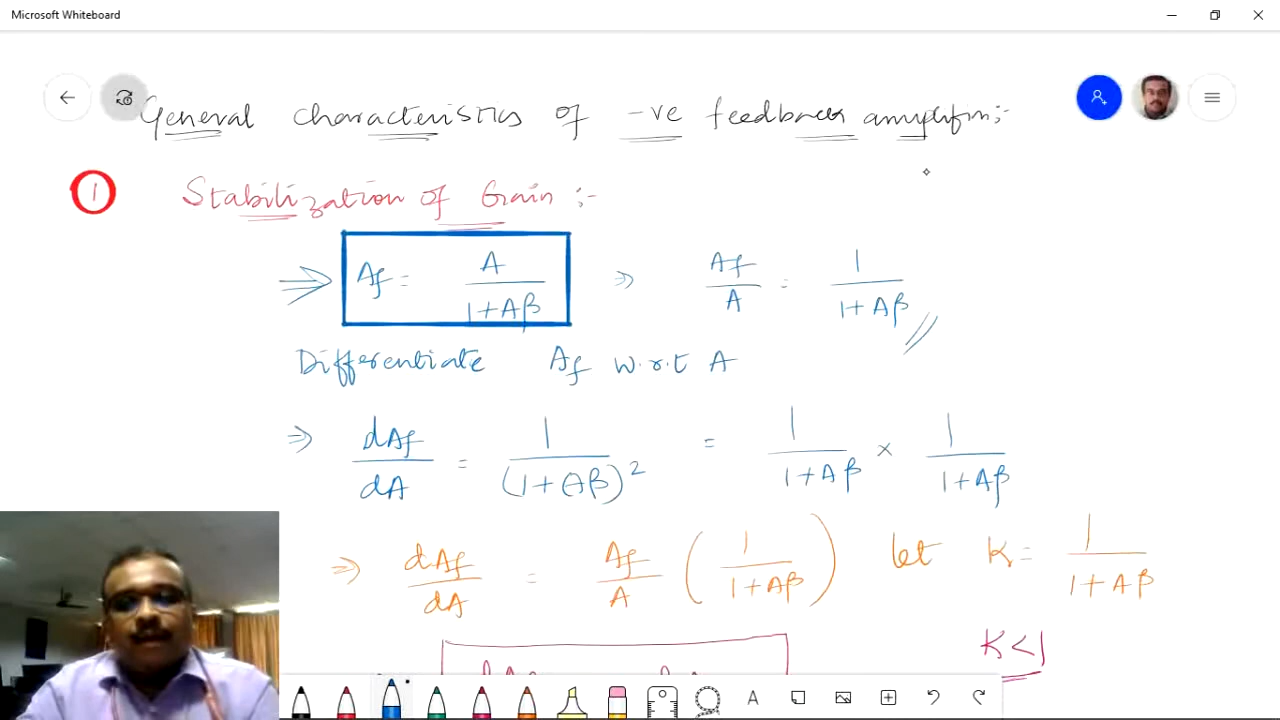 Microsoft Whiteboard
General characteristics of -ve feedback amplifier:-
1 Stabilization of Gain :-
⇒ Af = A / (1+Aβ) ⇒ Af/A = 1 / (1+Aβ)
Differentiate Af w.r.t A
⇒ dAf/dA = 1 / (1+Aβ)² = 1/(1+Aβ) × 1/(1+Aβ)
⇒ dAf/dA = Af/A (1/(1+Aβ)) let K = 1/(1+Aβ)
K<1
A